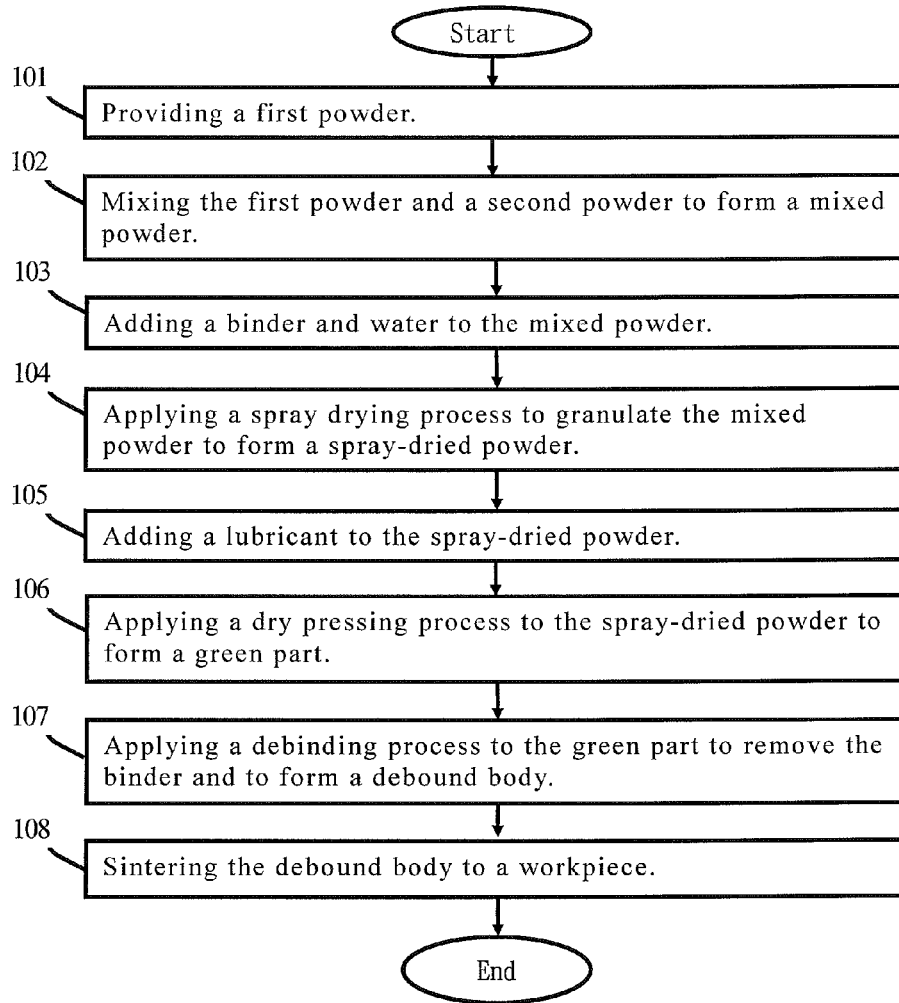 Start
101
Providing a first powder.
102
Mixing the first powder and a second powder to form a mixed
powder.
103
Adding a binder and water to the mixed powder.
104
Applying a spray drying process to granulate the mixed
powder to form a spray-dried powder.
105
Adding a lubricant to the spray-dried powder.
106
Applying a dry pressing process to the spray-dried powder to
form a green part.
107
Applying a debinding process to the green part to remove the
binder and to form a debound body.
108
Sintering the debound body to a workpiece.
End